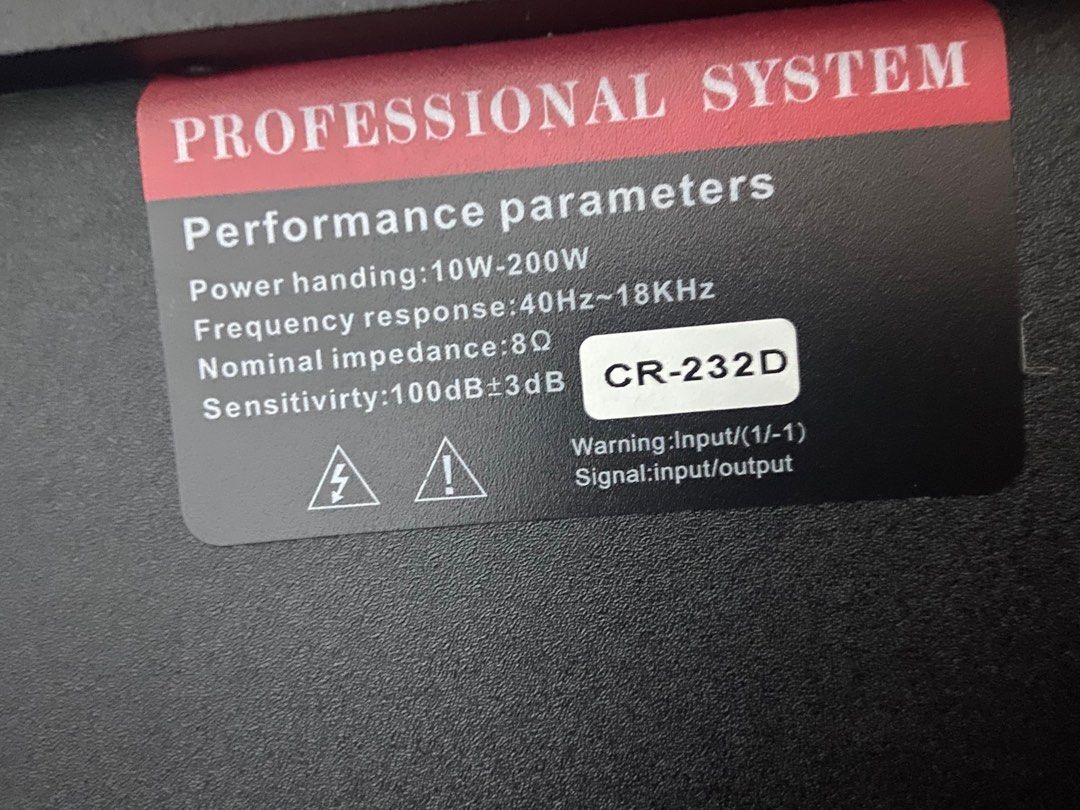 PROFESSIONAL SYSTEM
Performance parameters
Power handing:10W-200W
Frequency response:40Hz~18KHz
Nominal impedance:8Ω
Sensitivirty:100dB±3dB
CR-232D
Warning:Input/(1/-1)
Signal:input/output